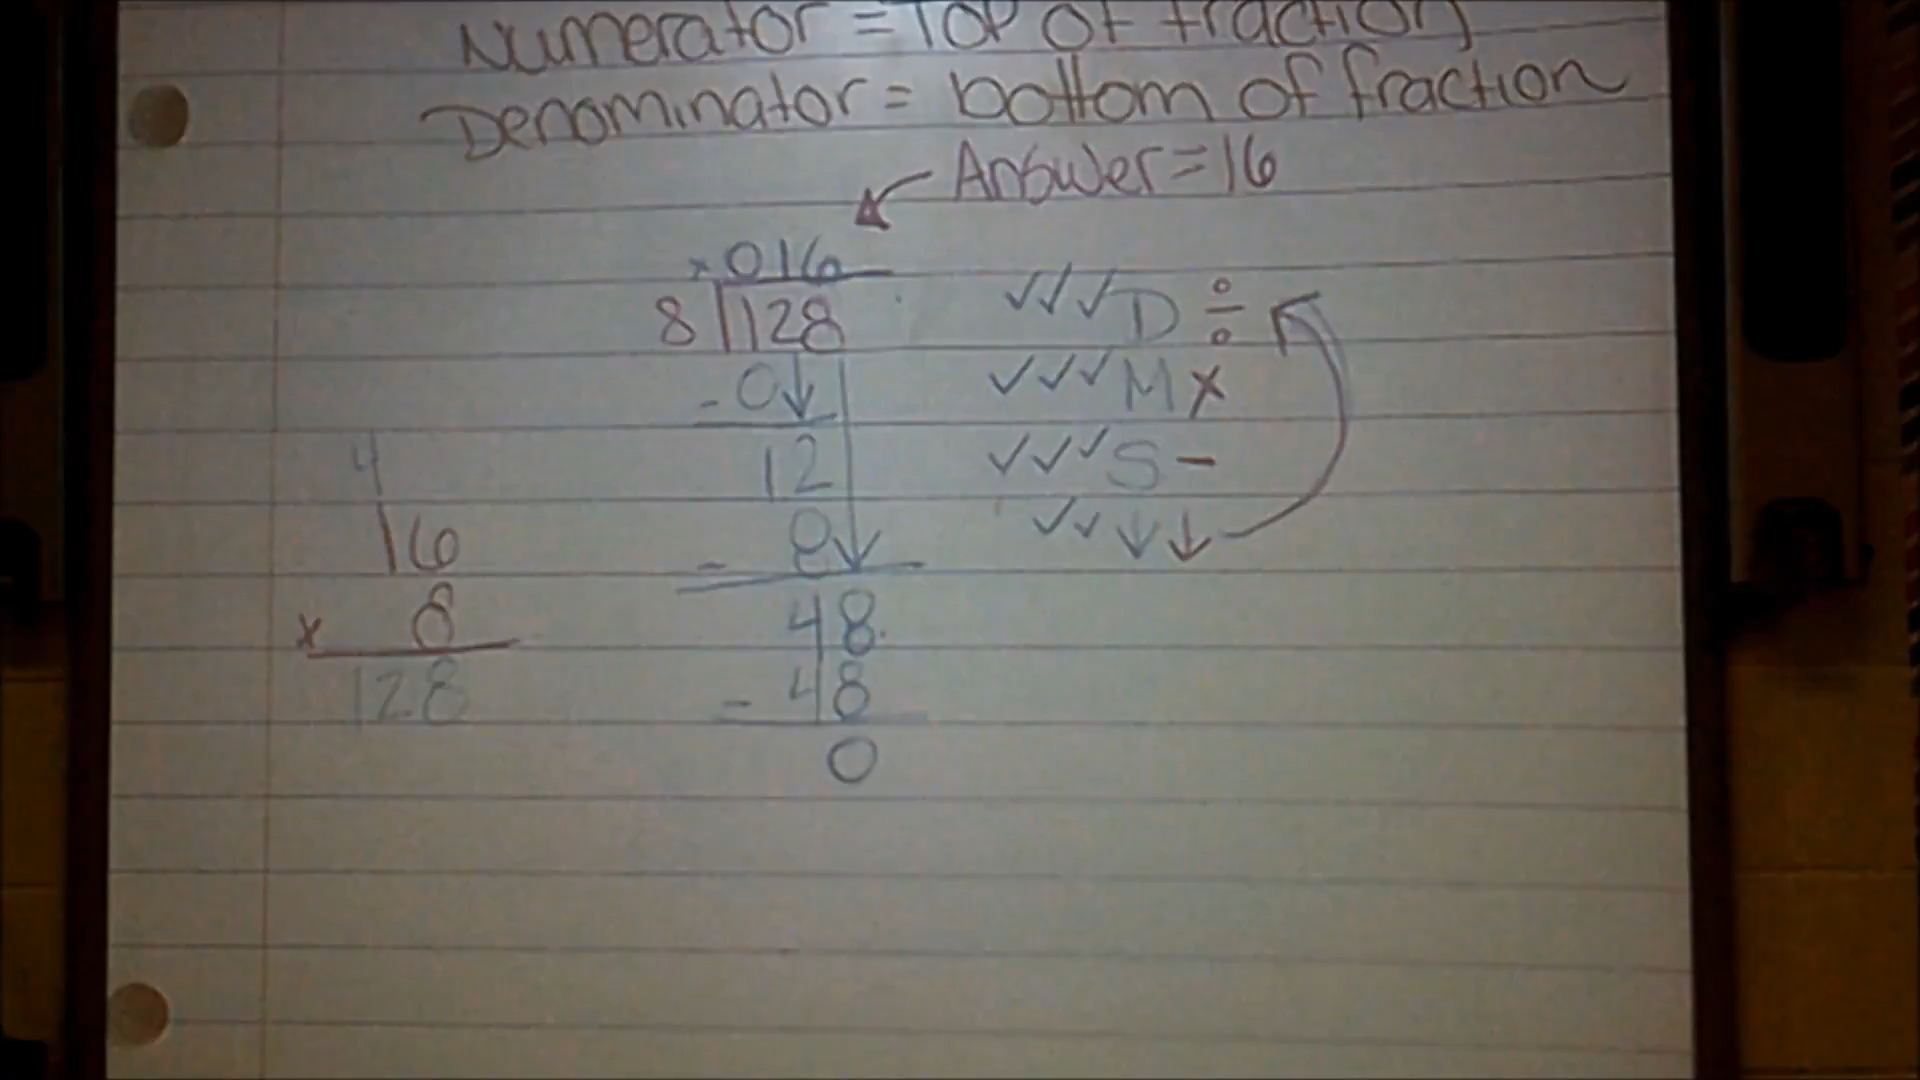 Numerator = Top of fraction
Denominator = bottom of fraction
Answer = 16
× 016
8 128
✓✓✓ D ÷
- 0 ↓
✓✓✓ M ×
12
✓✓✓ S -
- 8 ↓
✓✓ ↓ ↓
48
- 48
0
4
16
× 8
128